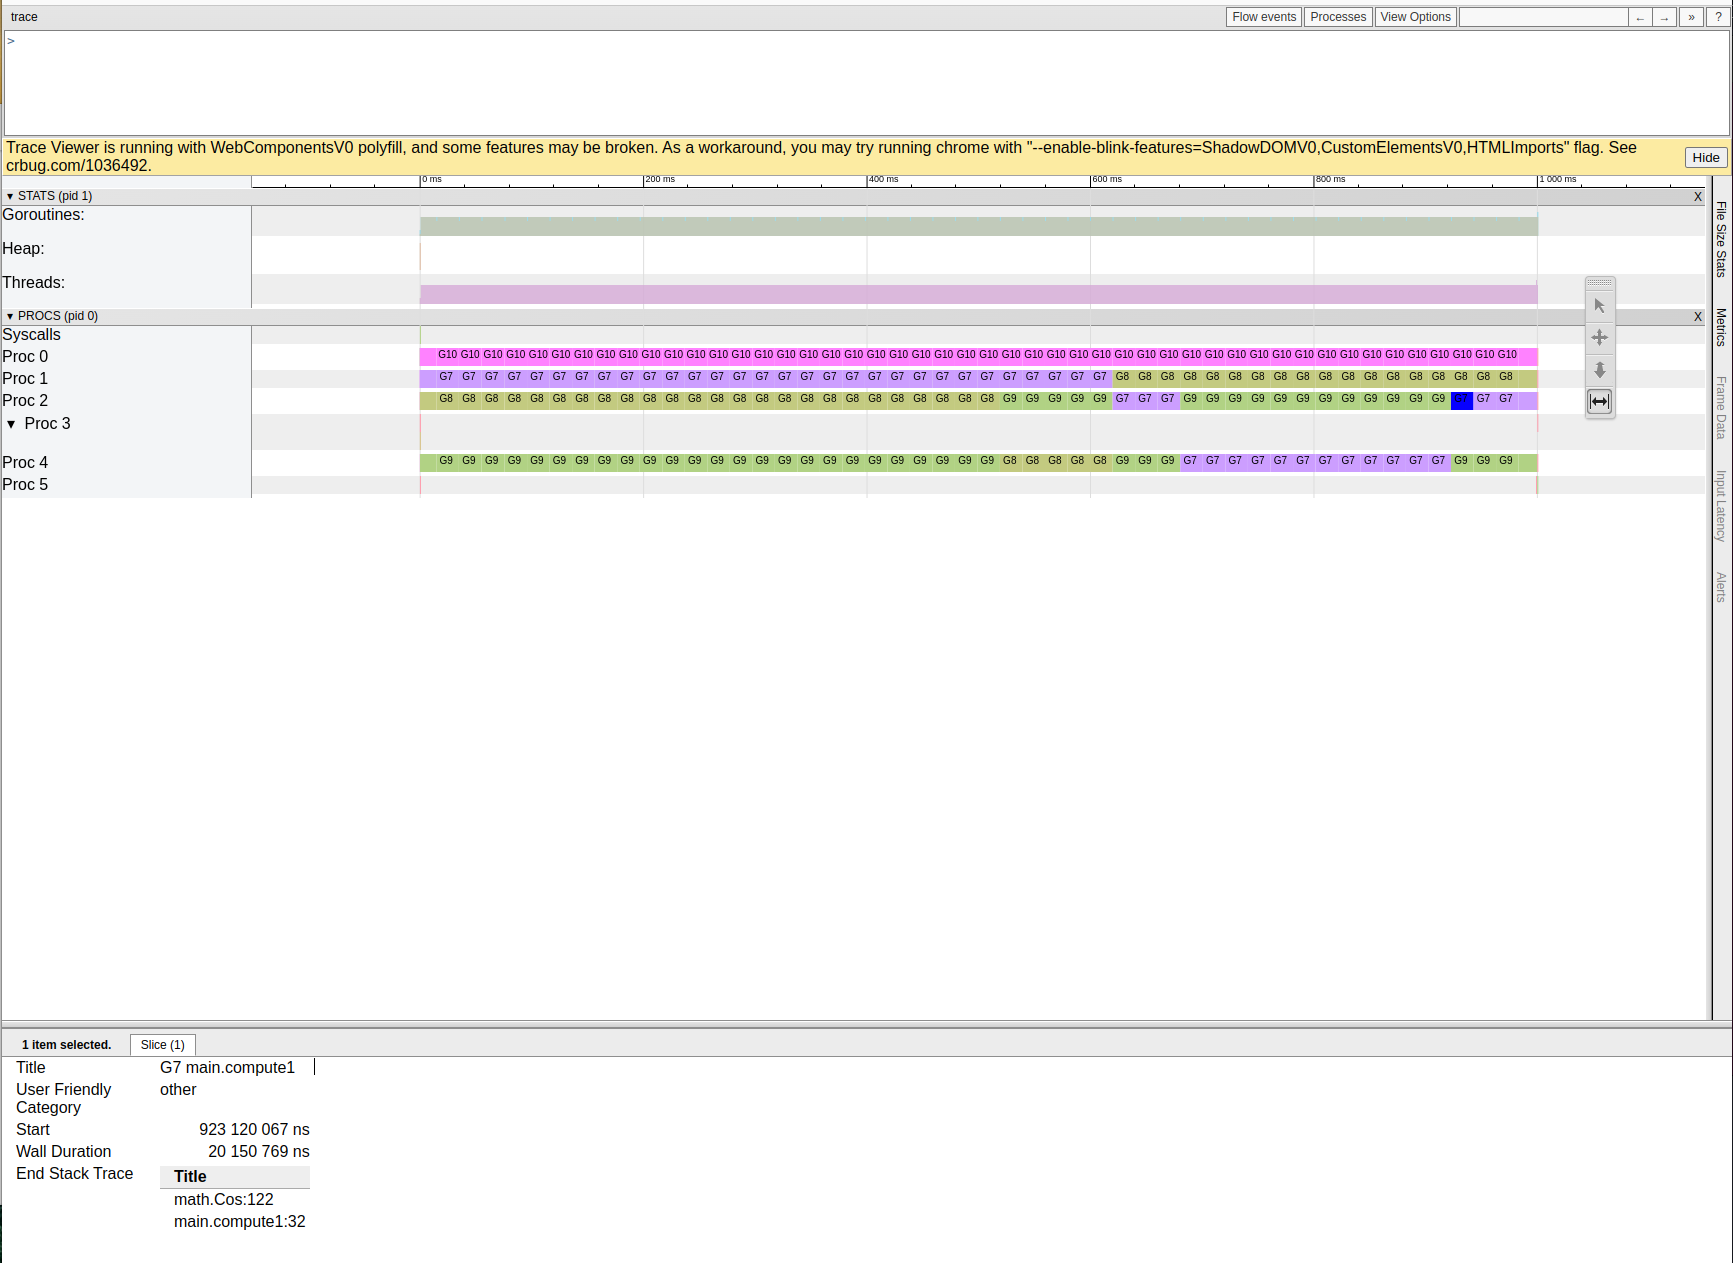 trace
Flow events
Processes
View Options
←
→
»
?
>
Trace Viewer is running with WebComponentsV0 polyfill, and some features may be broken. As a workaround, you may try running chrome with "--enable-blink-features=ShadowDOMV0,CustomElementsV0,HTMLImports" flag. See
crbug.com/1036492.
Hide
0 ms 200 ms 400 ms 600 ms 800 ms 1 000 ms
▾ STATS (pid 1) X
Goroutines:
Heap:
Threads:
▾ PROCS (pid 0) X
Syscalls
Proc 0 G10 G10 G10 G10 G10 G10 G10 G10 G10 G10 G10 G10 G10 G10 G10 G10 G10 G10 G10 G10 G10 G10 G10 G10 G10 G10 G10 G10 G10 G10 G10 G10 G10 G10 G10 G10 G10 G10 G10 G10 G10 G10 G10 G10 G10 G10 G10 G10
Proc 1 G7 G7 G7 G7 G7 G7 G7 G7 G7 G7 G7 G7 G7 G7 G7 G7 G7 G7 G7 G7 G7 G7 G7 G7 G7 G7 G7 G7 G7 G7 G8 G8 G8 G8 G8 G8 G8 G8 G8 G8 G8 G8 G8 G8 G8 G8 G8 G8
Proc 2 G8 G8 G8 G8 G8 G8 G8 G8 G8 G8 G8 G8 G8 G8 G8 G8 G8 G8 G8 G8 G8 G8 G8 G8 G8 G9 G9 G9 G9 G9 G7 G7 G7 G9 G9 G9 G9 G9 G9 G9 G9 G9 G9 G9 G9 G7 G7 G7
▾ Proc 3
Proc 4 G9 G9 G9 G9 G9 G9 G9 G9 G9 G9 G9 G9 G9 G9 G9 G9 G9 G9 G9 G9 G9 G9 G9 G9 G9 G8 G8 G8 G8 G8 G9 G9 G9 G7 G7 G7 G7 G7 G7 G7 G7 G7 G7 G7 G7 G9 G9 G9
Proc 5
File Size Stats
Metrics
Frame Data
Input Latency
Alerts
1 item selected.
Slice (1)
Title G7 main.compute1
User Friendly other
Category
Start 923 120 067 ns
Wall Duration 20 150 769 ns
End Stack Trace Title
math.Cos:122
main.compute1:32